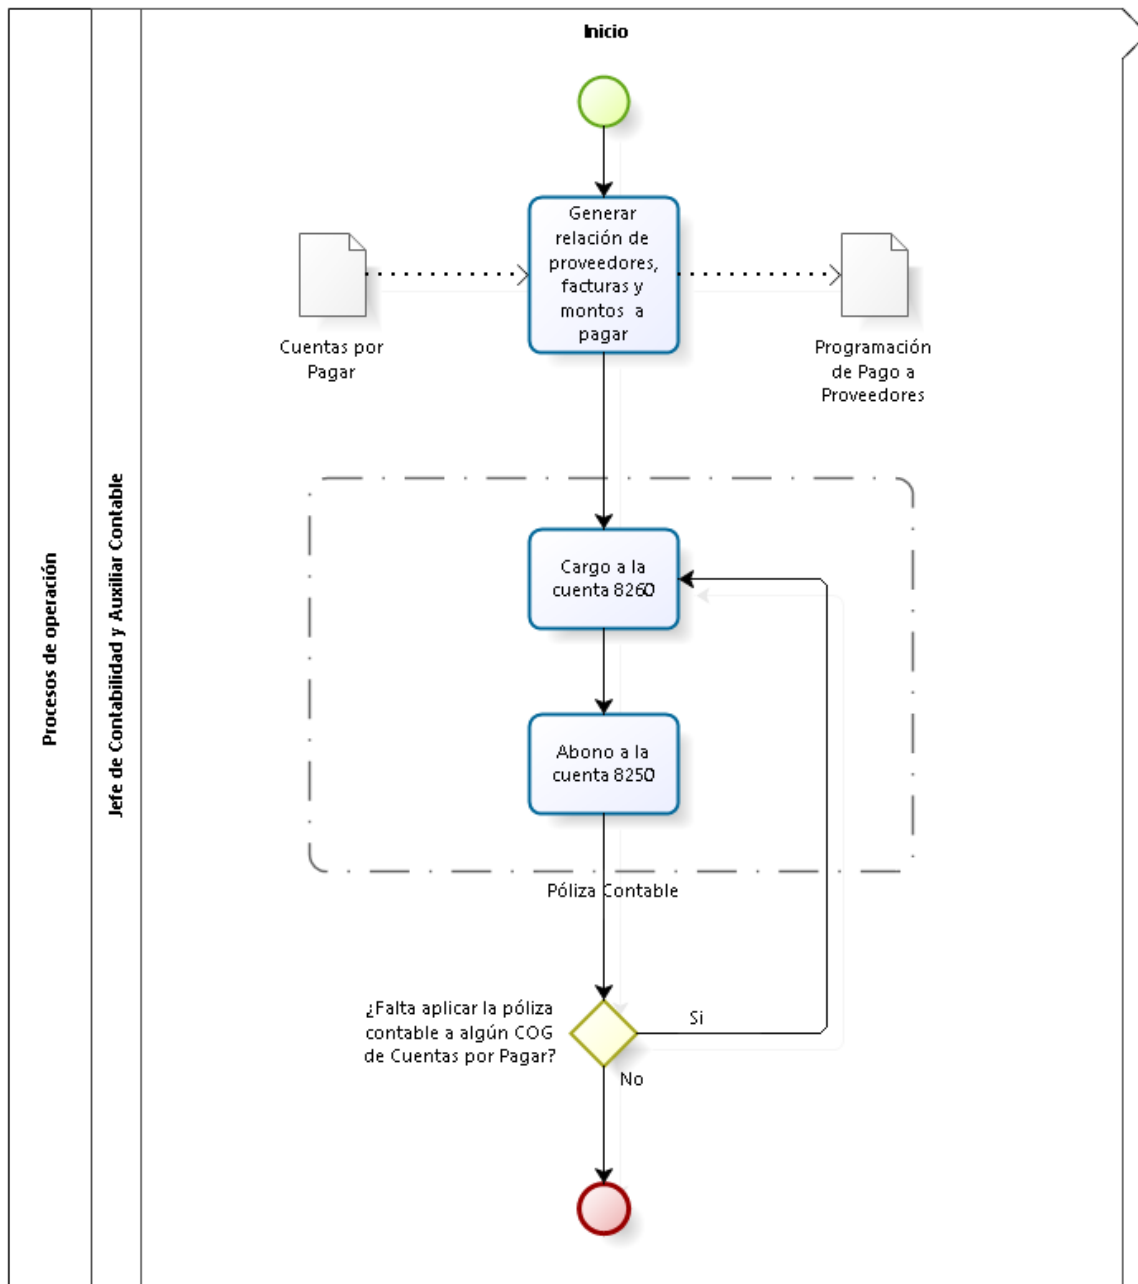 Inicio
Generar
relación de
proveedores,
facturas y
montos a
pagar
Cuentas por
Pagar
Programación
de Pago a
Proveedores
Procesos de operación
Jefe de Contabilidad y Auxiliar Contable
Cargo a la
cuenta 8260
Abono a la
cuenta 8250
Póliza Contable
¿Falta aplicar la póliza
contable a algún COG
de Cuentas por Pagar?
Si
No